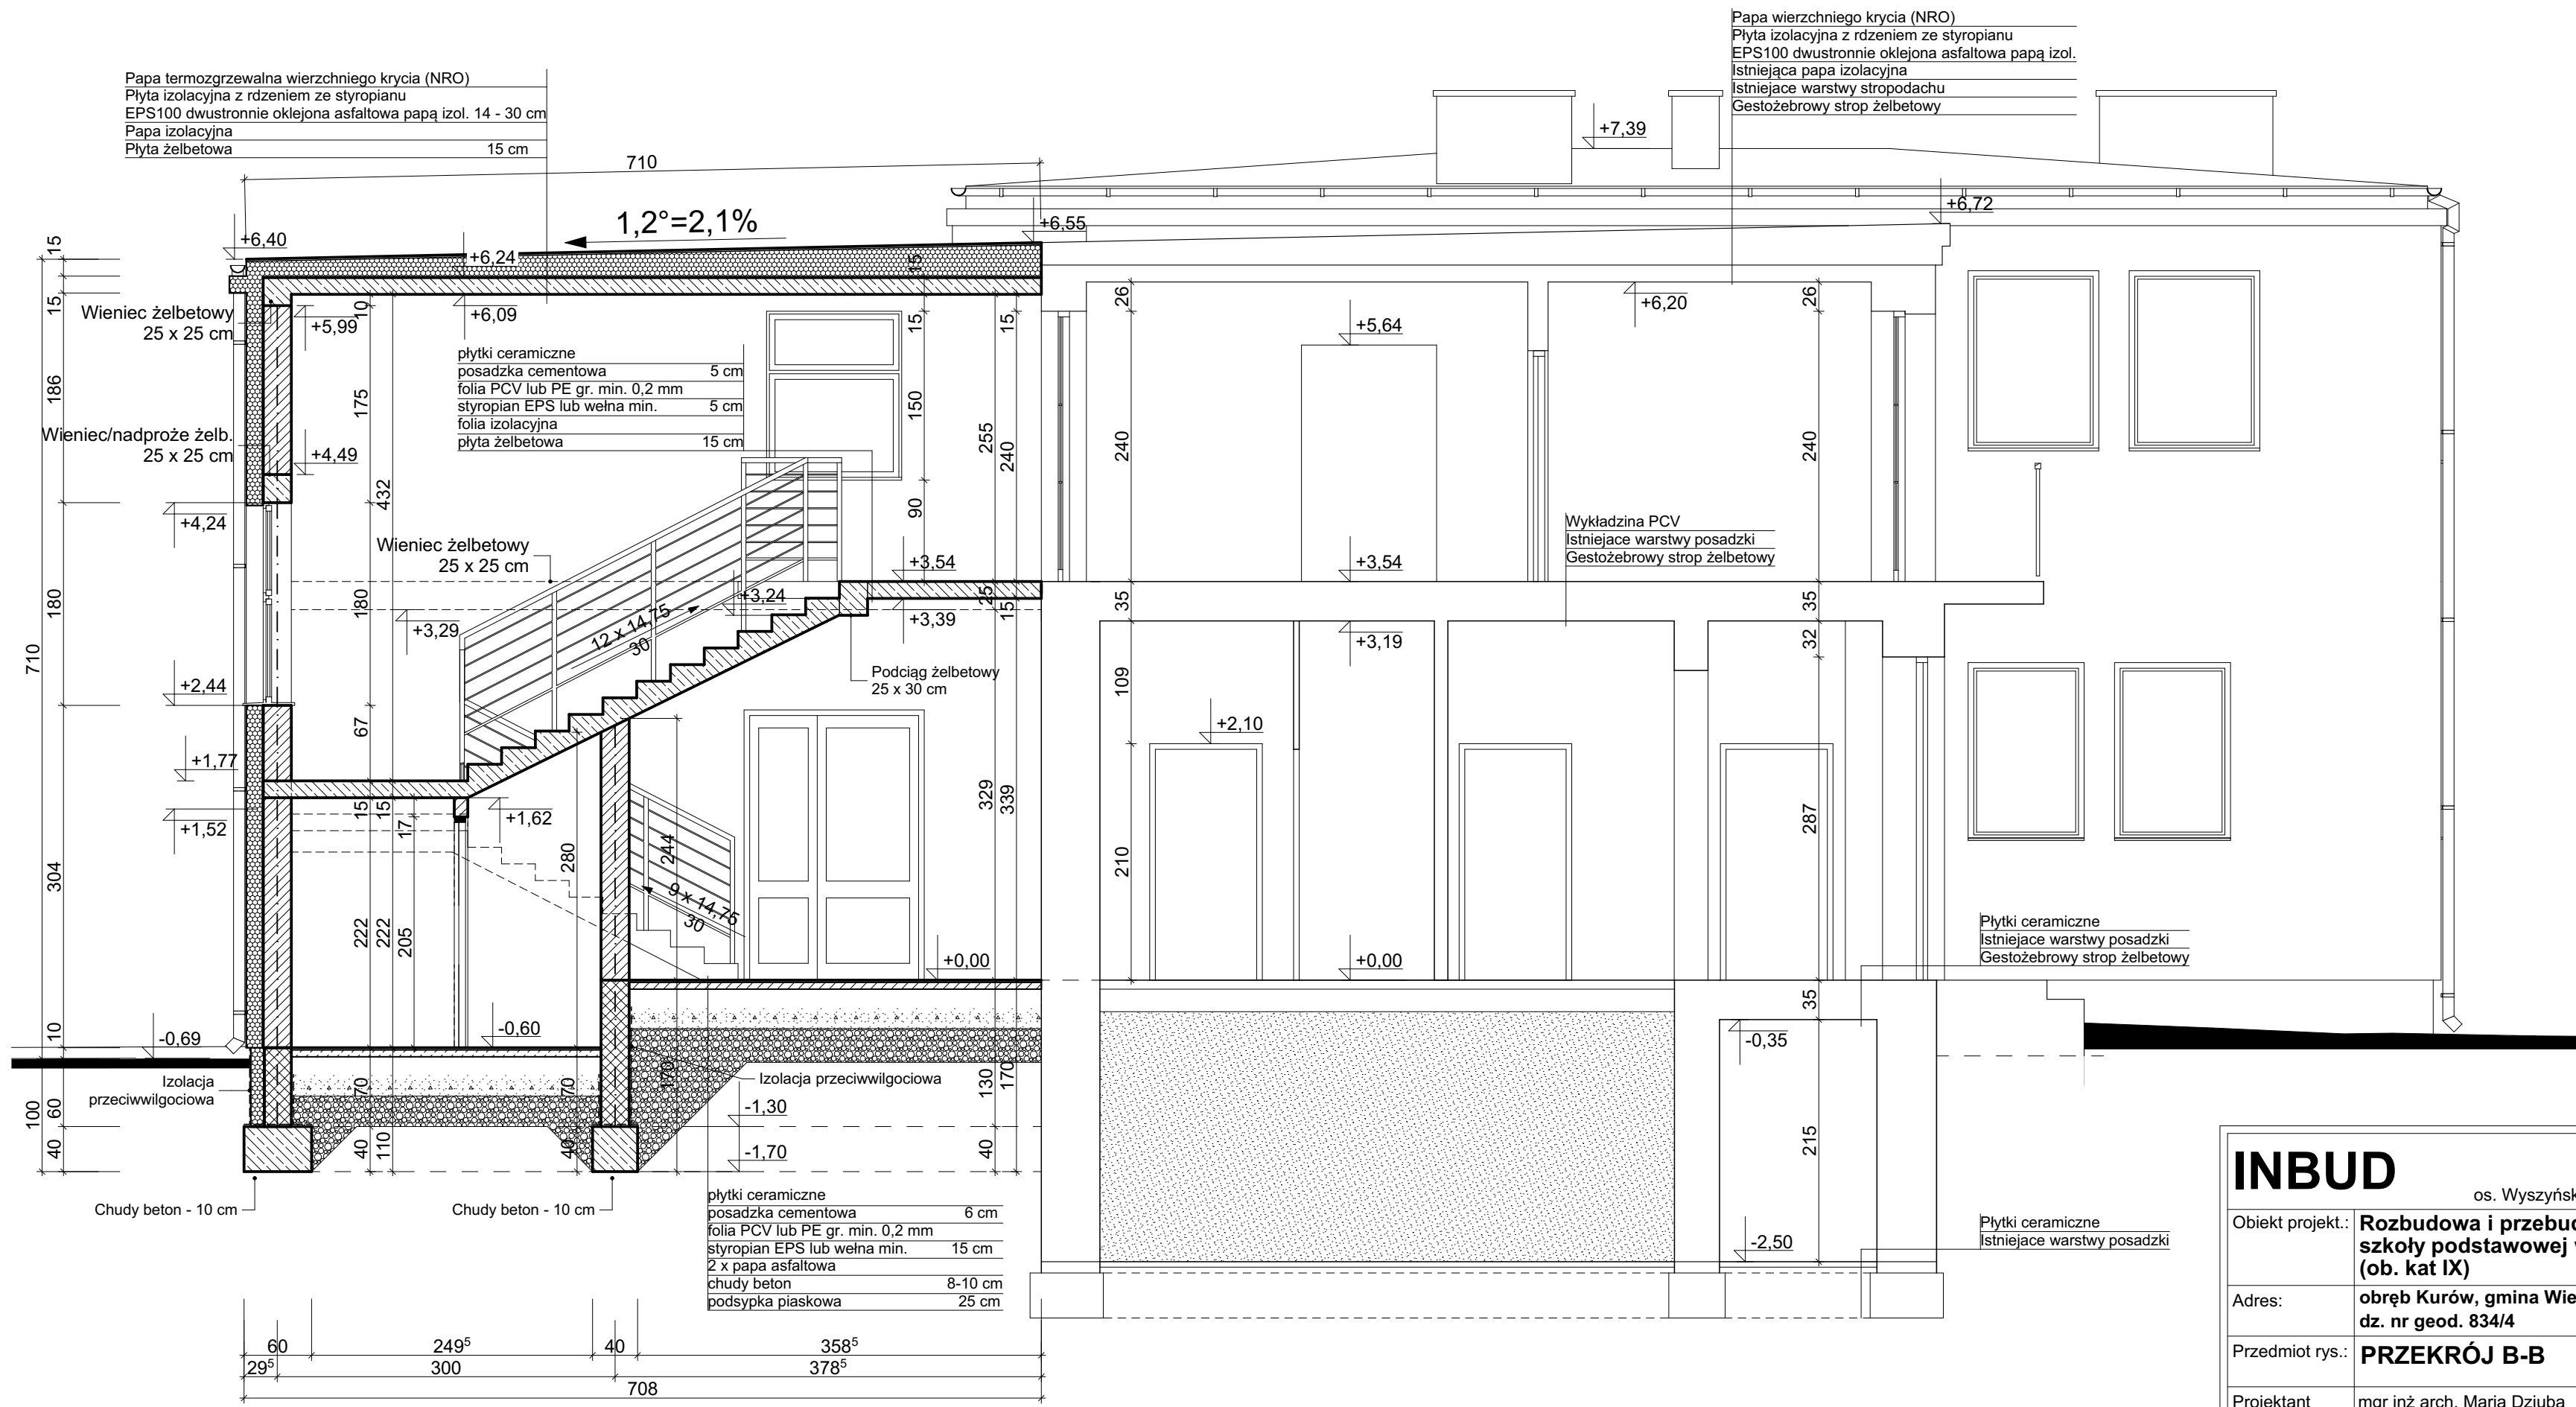 Papa termozgrzewalna wierzchniego krycia (NRO)
Płyta izolacyjna z rdzeniem ze styropianu
EPS100 dwustronnie oklejona asfaltowa papą izol. 14 - 30 cm
Papa izolacyjna
Płyta żelbetowa 15 cm
Papa wierzchniego krycia (NRO)
Płyta izolacyjna z rdzeniem ze styropianu
EPS100 dwustronnie oklejona asfaltowa papą izol.
Istniejąca papa izolacyjna
Istniejace warstwy stropodachu
Gestożebrowy strop żelbetowy
710
1,2°=2,1%
+7,39
+6,40
+6,24
+6,55
+6,72
15
15
186
180
304
10
60
40
710
100
Wieniec żelbetowy
25 x 25 cm
+5,99
+6,09
10
175
432
180
67
15
15
17
222
222
205
70
40
110
Wieniec/nadproże żelb.
25 x 25 cm
+4,49
+4,24
+2,44
+1,77
+1,52
-0,69
płytki ceramiczne
posadzka cementowa 5 cm
folia PCV lub PE gr. min. 0,2 mm
styropian EPS lub wełna min. 5 cm
folia izolacyjna
płyta żelbetowa 15 cm
15
15
150
90
255
15
240
25
15
329
339
130
170
40
Wieniec żelbetowy
25 x 25 cm
+3,29
+3,24
12 x 14,75
30
+3,54
+3,39
Podciąg żelbetowy
25 x 30 cm
+1,62
280
244
9 x 14,75
30
+0,00
-0,60
70
40
170
Izolacja
przeciwwilgociowa
Izolacja przeciwwilgociowa
-1,30
-1,70
Chudy beton - 10 cm
Chudy beton - 10 cm
płytki ceramiczne
posadzka cementowa 6 cm
folia PCV lub PE gr. min. 0,2 mm
styropian EPS lub wełna min. 15 cm
2 x papa asfaltowa
chudy beton 8-10 cm
podsypka piaskowa 25 cm
60 249⁵ 40 358⁵
29⁵ 300 378⁵
708
26
240
35
109
210
+5,64
+6,20
+3,54
+3,19
+2,10
+0,00
26
240
35
32
287
35
215
Wykładzina PCV
Istniejace warstwy posadzki
Gestożebrowy strop żelbetowy
-0,35
-2,50
Płytki ceramiczne
Istniejace warstwy posadzki
Gestożebrowy strop żelbetowy
Płytki ceramiczne
Istniejace warstwy posadzki
INBUD
os. Wyszyńsk
Obiekt projekt.: Rozbudowa i przebud
szkoły podstawowej
(ob. kat IX)
Adres: obręb Kurów, gmina Wie
dz. nr geod. 834/4
Przedmiot rys.: PRZEKRÓJ B-B
Projektant mgr inż arch. Maria Dziuba